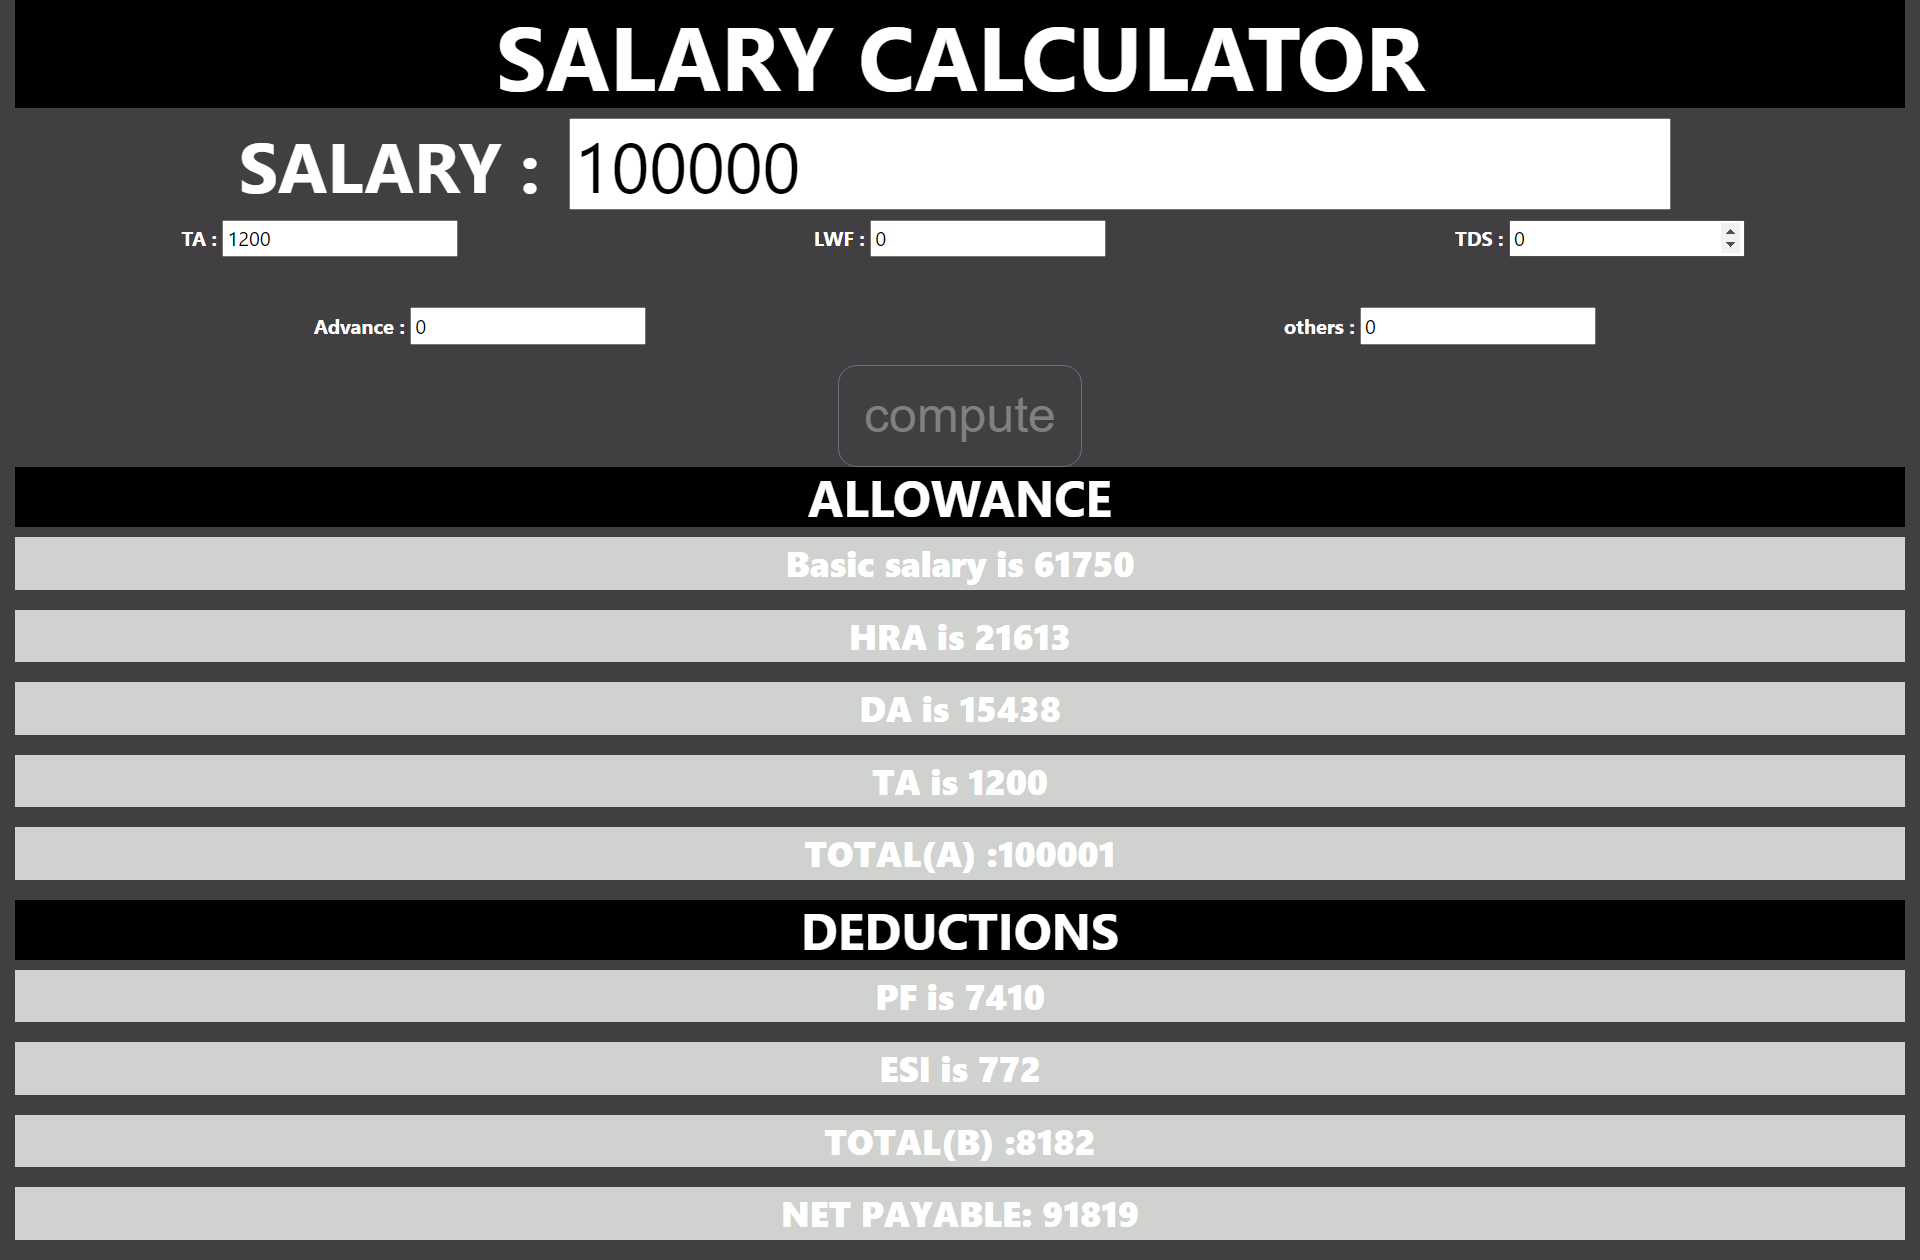 SALARY CALCULATOR
SALARY : 100000
TA : 1200 LWF : 0 TDS : 0
Advance : 0 others : 0
compute
ALLOWANCE
Basic salary is 61750
HRA is 21613
DA is 15438
TA is 1200
TOTAL(A) :100001
DEDUCTIONS
PF is 7410
ESI is 772
TOTAL(B) :8182
NET PAYABLE: 91819